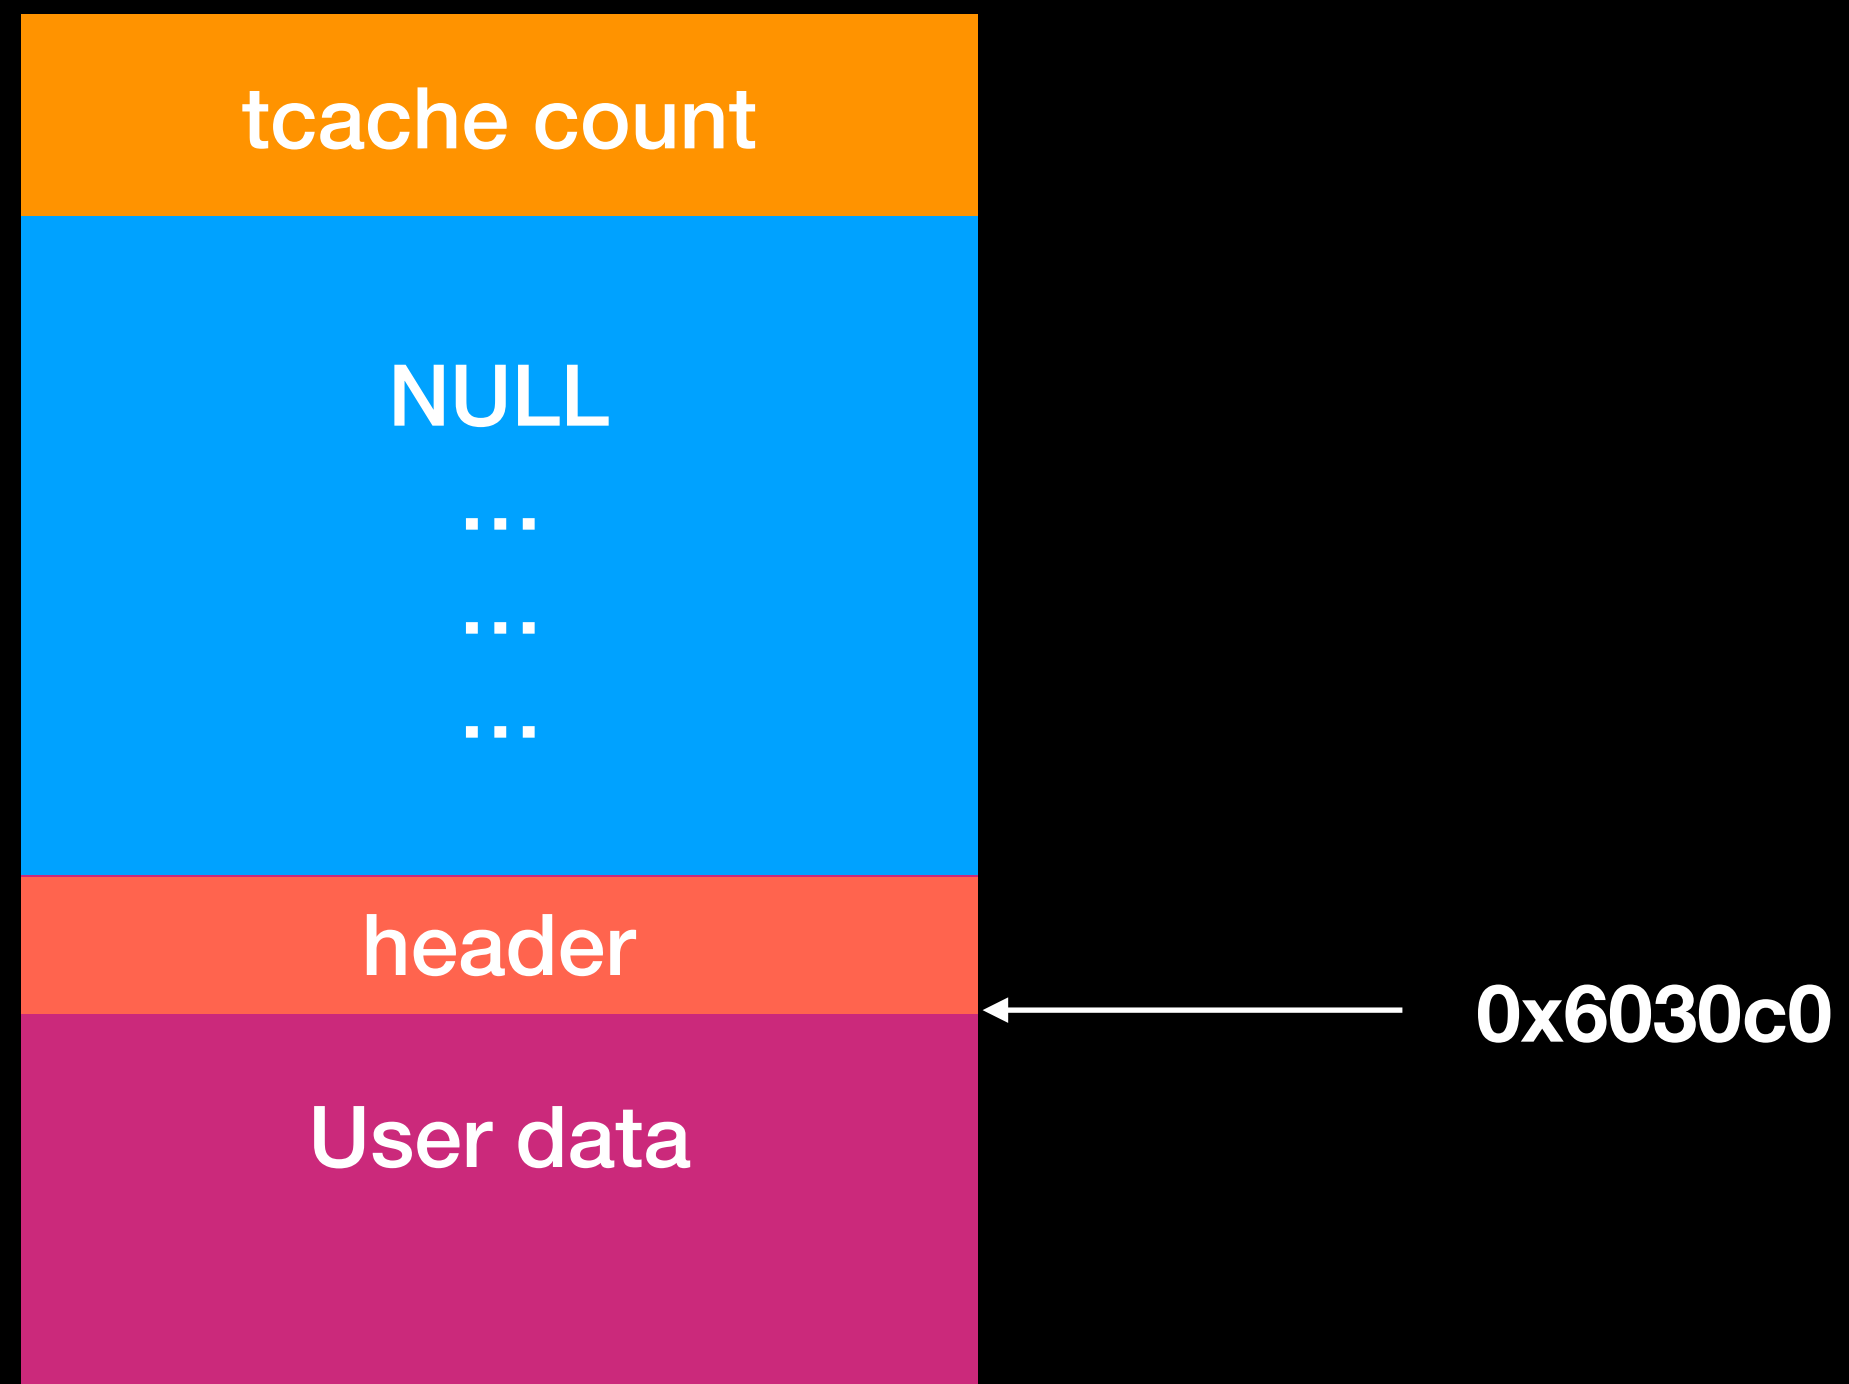 tcache count
NULL
...
...
...
header
0x6030c0
User data